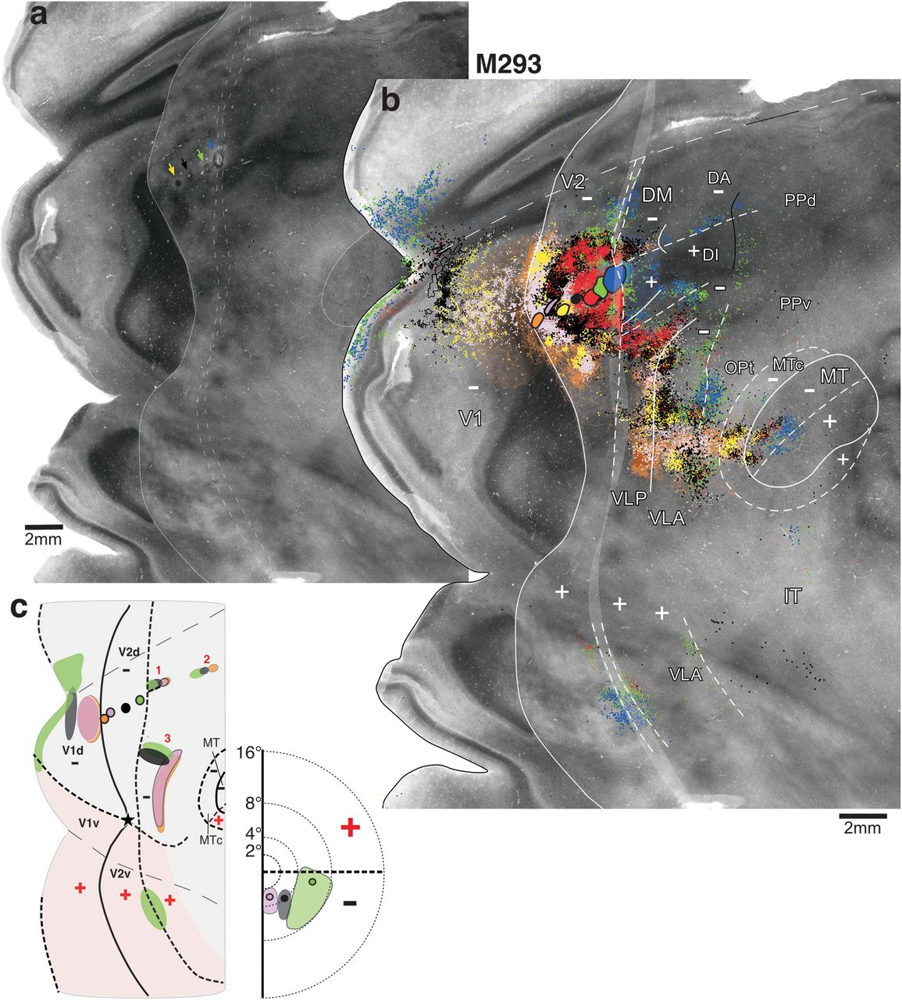 a
M293
b
V2
-
DM
-
DA
-
PPd
+
DI
+
-
PPv
-
OPt
MTc
-
MT
-
+
+
V1
-
VLP
VLA
2mm
IT
+
+
+
VLA
2mm
c
V2d
-
1
2
V1d
-
3
-
MT
-
-
+
MTc
V1v
V2v
+
+
+
16°
8°
4°
2°
+
-